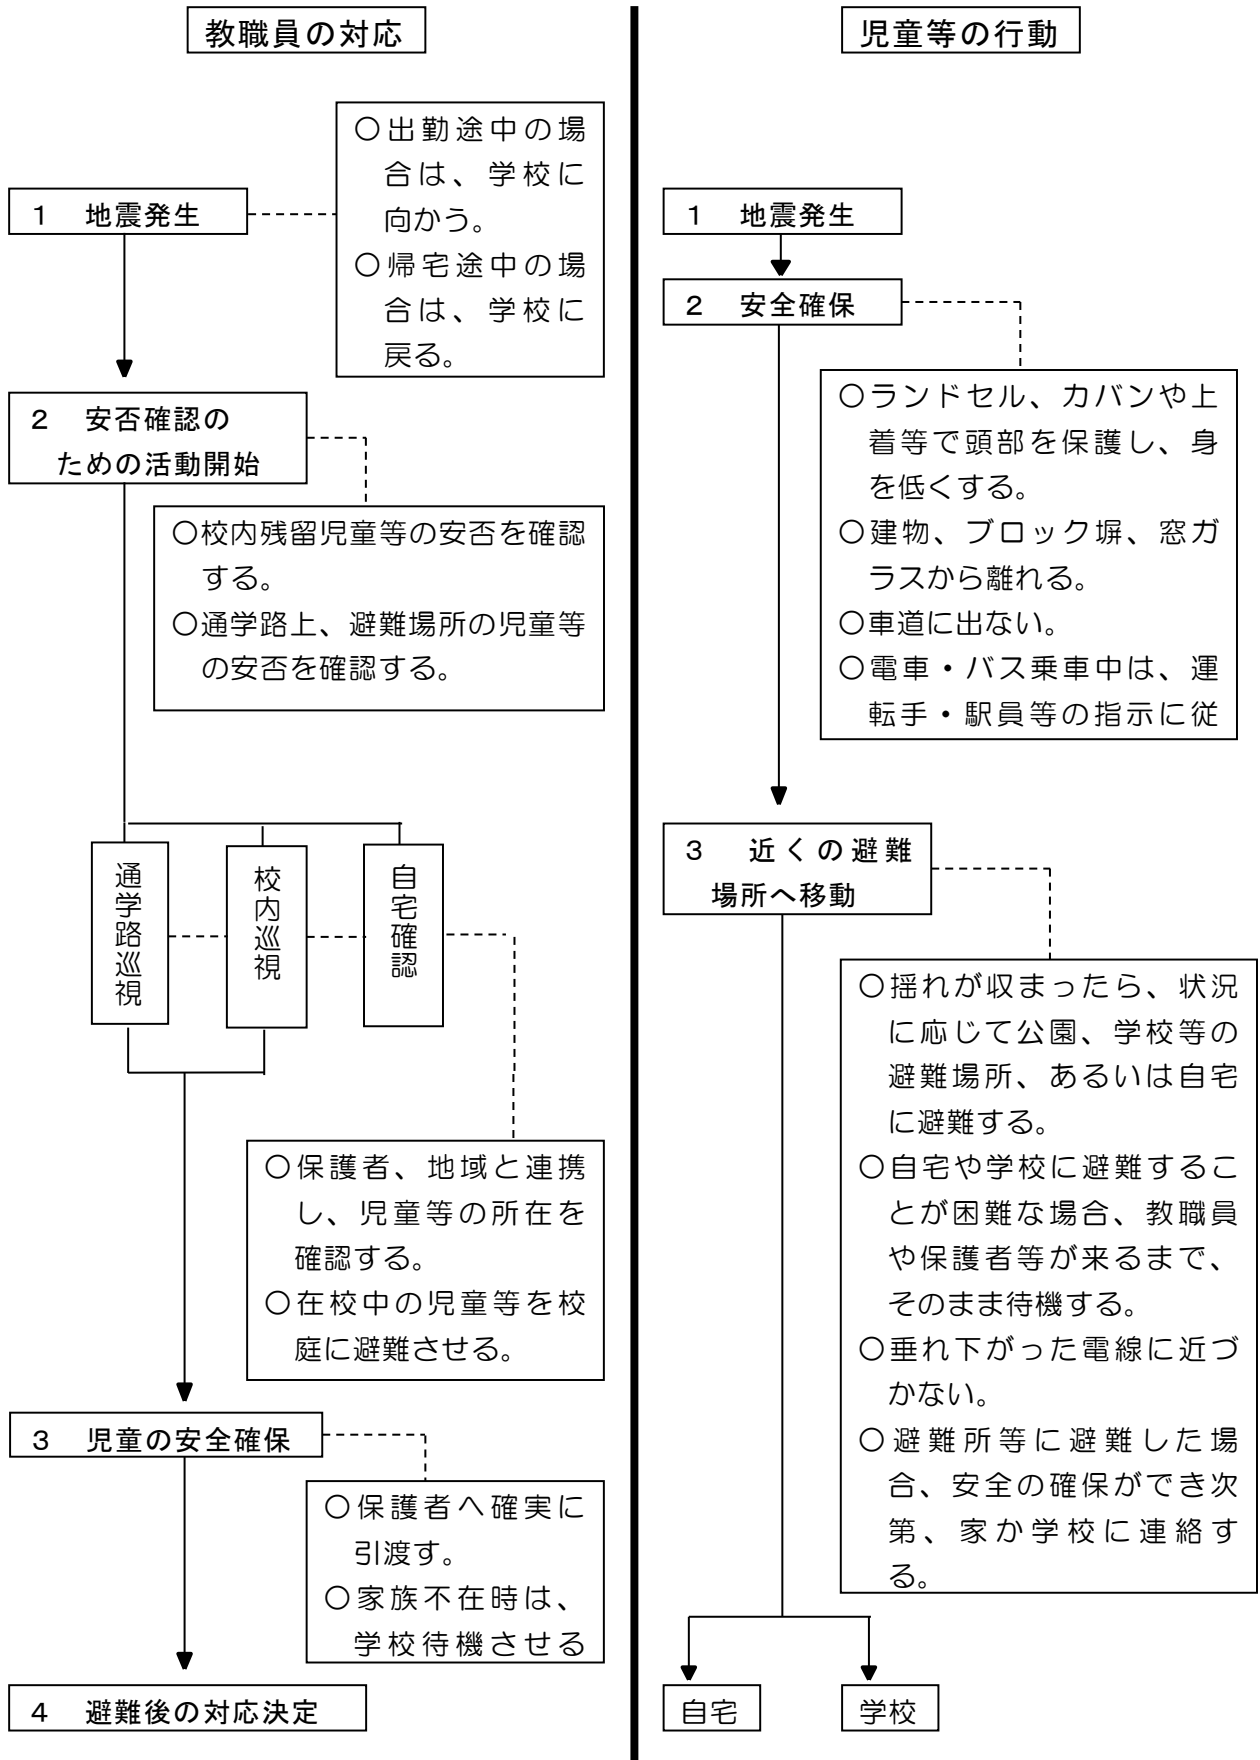 教職員の対応
○出勤途中の場
合は、学校に
向かう。
○帰宅途中の場
合は、学校に
戻る。
1 地震発生
2 安否確認の
ための活動開始
○校内残留児童等の安否を確認
する。
○通学路上、避難場所の児童等
の安否を確認する。
通学路巡視
校内巡視
自宅確認
○保護者、地域と連携
し、児童等の所在を
確認する。
○在校中の児童等を校
庭に避難させる。
3 児童の安全確保
○保護者へ確実に
引渡す。
○家族不在時は、
学校待機させる
4 避難後の対応決定
児童等の行動
1 地震発生
2 安全確保
○ランドセル、カバンや上
着等で頭部を保護し、身
を低くする。
○建物、ブロック塀、窓ガ
ラスから離れる。
○車道に出ない。
○電車・バス乗車中は、運
転手・駅員等の指示に従
3 近くの避難
場所へ移動
○揺れが収まったら、状況
に応じて公園、学校等の
避難場所、あるいは自宅
に避難する。
○自宅や学校に避難するこ
とが困難な場合、教職員
や保護者等が来るまで、
そのまま待機する。
○垂れ下がった電線に近づ
かない。
○避難所等に避難した場
合、安全の確保ができ次
第、家か学校に連絡す
る。
自宅
学校